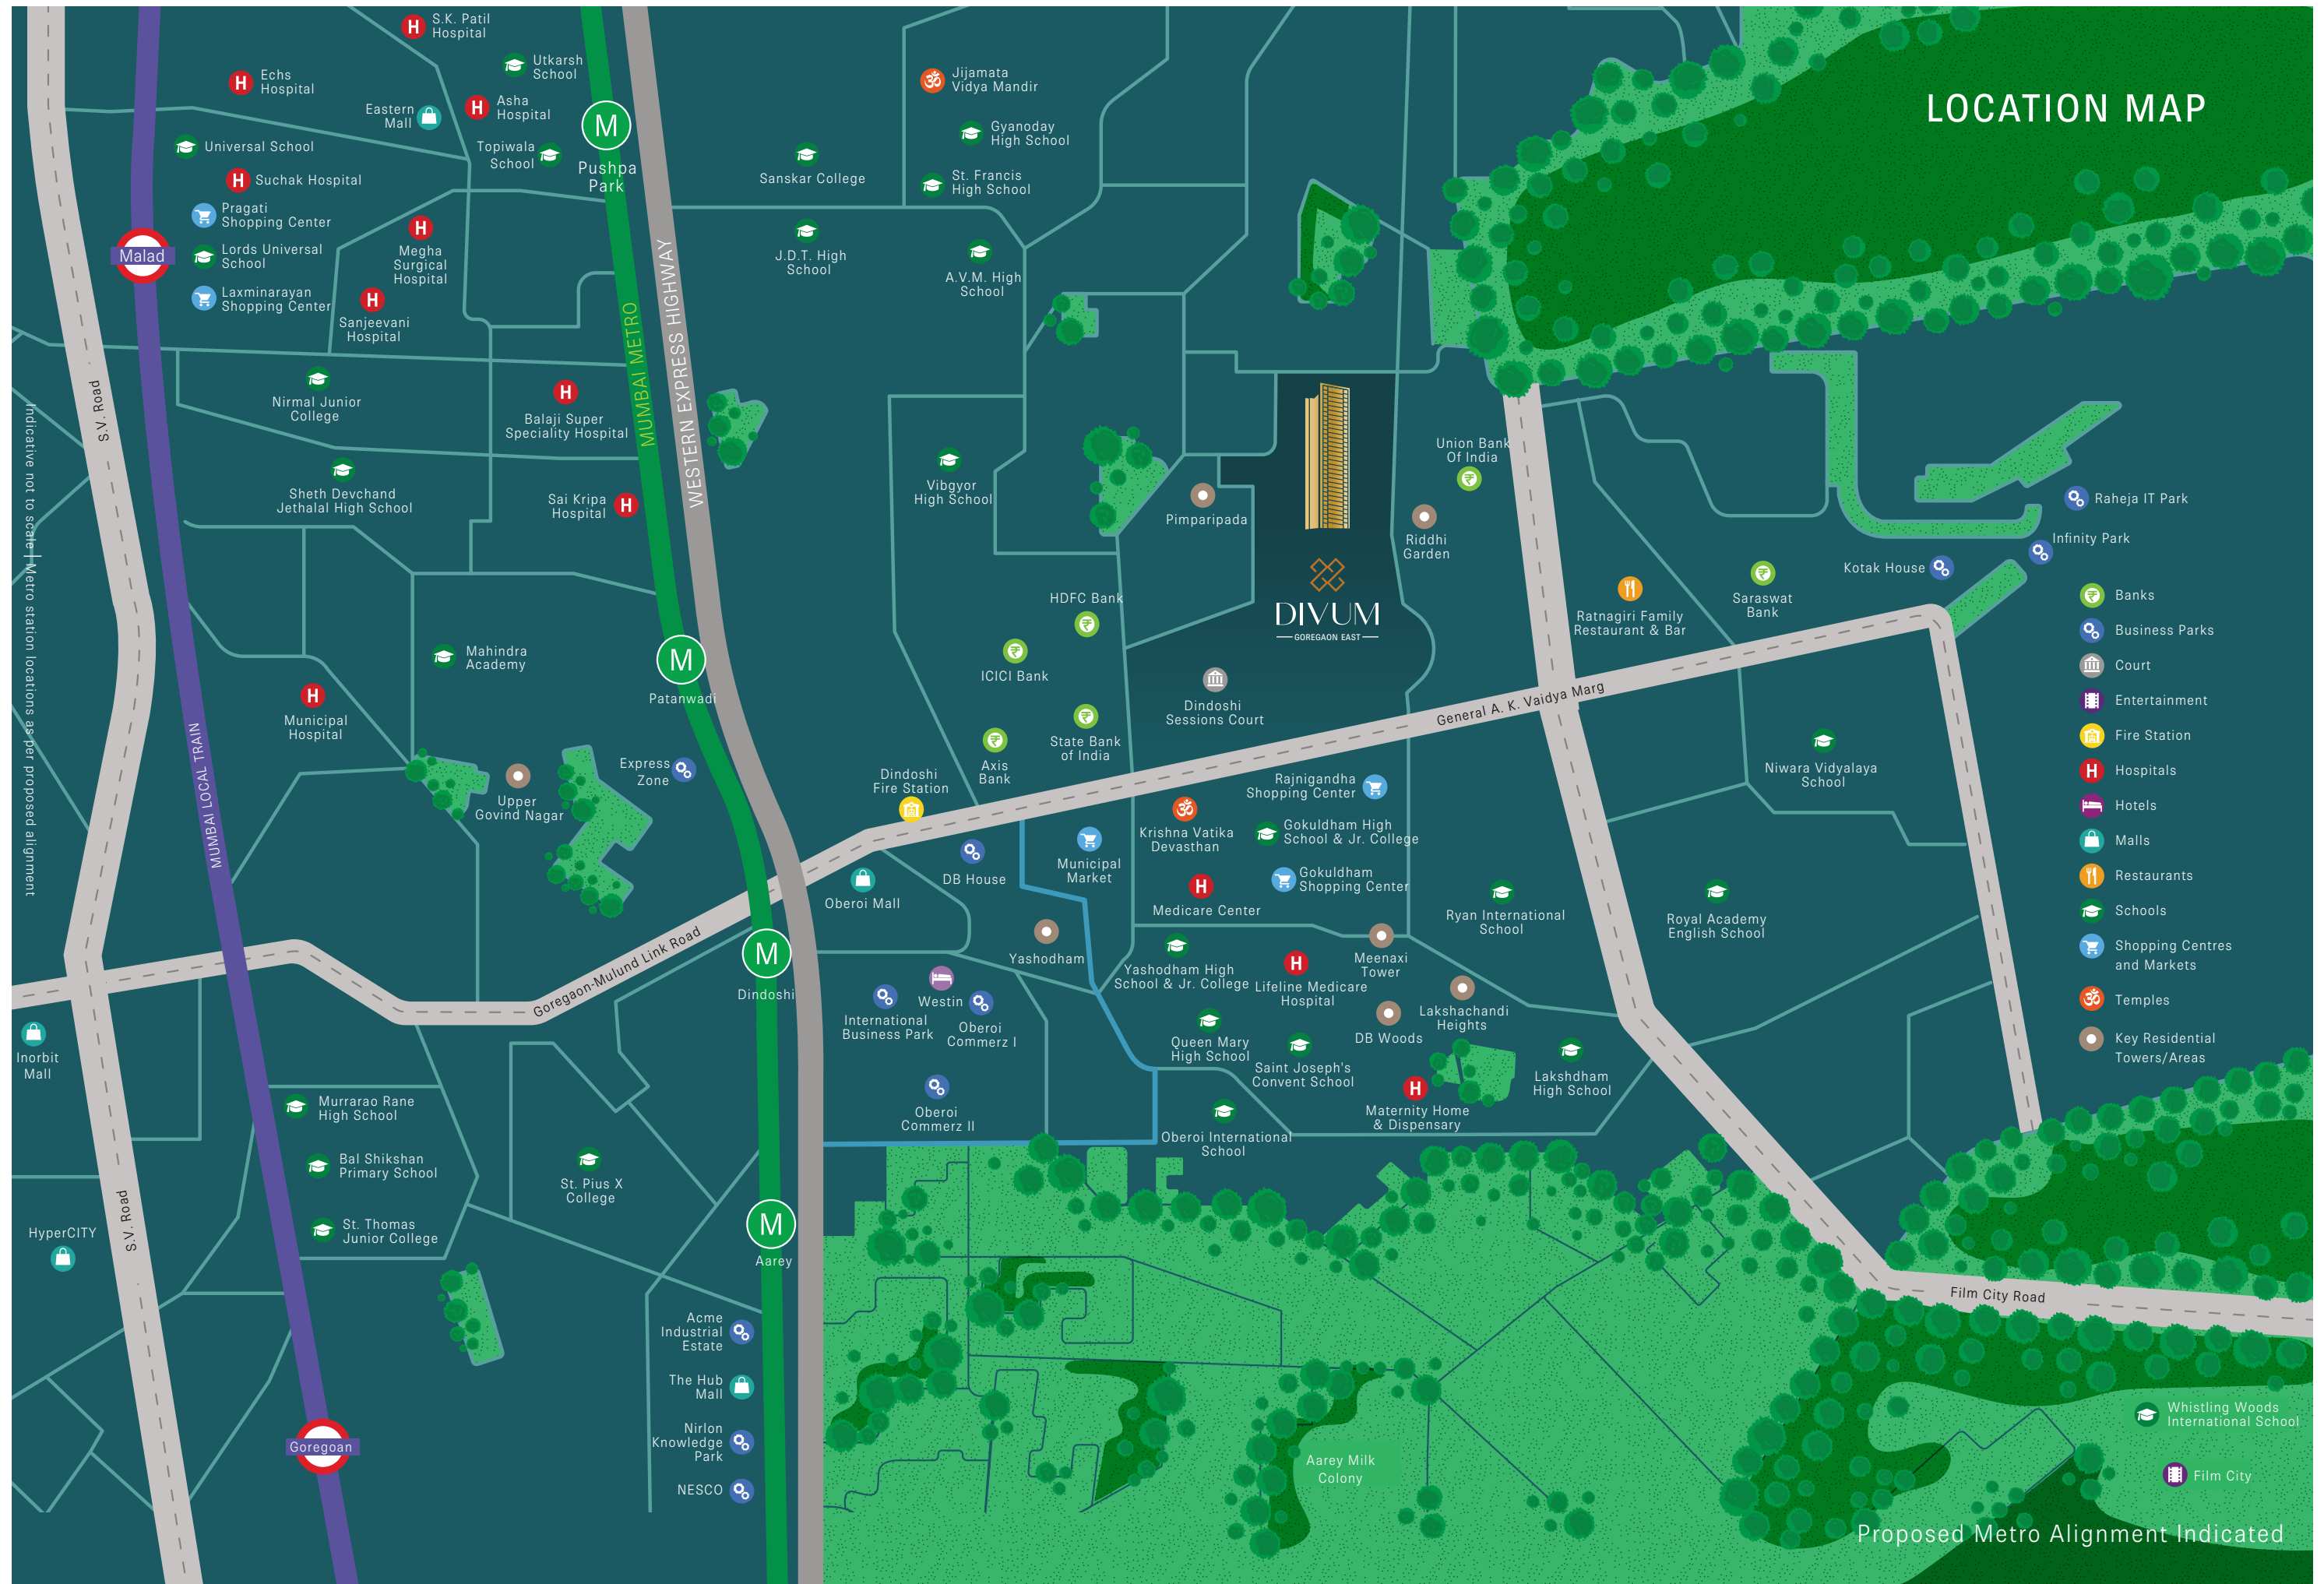 LOCATION MAP
S.K. Patil
Hospital
Utkarsh
School
Echs
Hospital
Asha
Hospital
Eastern
Mall
Jijamata
Vidya Mandir
Gyanoday
High School
Universal School
Topiwala
School
M
Pushpa
Park
Sanskar College
St. Francis
High School
Suchak Hospital
Pragati
Shopping Center
Malad
Lords Universal
School
Megha
Surgical
Hospital
J.D.T. High
School
A.V.M. High
School
Laxminarayan
Shopping Center
Sanjeevani
Hospital
MUMBAI METRO
WESTERN EXPRESS HIGHWAY
S.V. Road
Nirmal Junior
College
Balaji Super
Speciality Hospital
Sheth Devchand
Jethalal High School
Sai Kripa
Hospital
Vibgyor
High School
Pimparipada
Union Bank
Of India
Riddhi
Garden
Raheja IT Park
Infinity Park
Kotak House
DIVUM
GOREGAON EAST
Ratnagiri Family
Restaurant & Bar
Saraswat
Bank
HDFC Bank
ICICI Bank
Mahindra
Academy
M
Patanwadi
Municipal
Hospital
Dindoshi
Sessions Court
General A. K. Vaidya Marg
State Bank
of India
Axis
Bank
Express
Zone
Upper
Govind Nagar
Dindoshi
Fire Station
Rajnigandha
Shopping Center
Niwara Vidyalaya
School
Krishna Vatika
Devasthan
Gokuldham High
School & Jr. College
Municipal
Market
DB House
Oberoi Mall
Gokuldham
Shopping Center
Medicare Center
Ryan International
School
Royal Academy
English School
MUMBAI LOCAL TRAIN
Indicative not to scale | Metro station locations as per proposed alignment
Goregaon-Mulund Link Road
M
Dindoshi
Yashodham
Yashodham High
School & Jr. College
Lifeline Medicare
Hospital
Meenaxi
Tower
Lakshachandi
Heights
DB Woods
Westin
International
Business Park
Oberoi
Commerz I
Queen Mary
High School
Saint Joseph's
Convent School
Lakshdham
High School
Maternity Home
& Dispensary
Oberoi
Commerz II
Oberoi International
School
Inorbit
Mall
Murrarao Rane
High School
Bal Shikshan
Primary School
St. Pius X
College
St. Thomas
Junior College
S.V. Road
HyperCITY
M
Aarey
Acme
Industrial
Estate
The Hub
Mall
Nirlon
Knowledge
Park
NESCO
Goregoan
Aarey Milk
Colony
Film City Road
Whistling Woods
International School
Film City
Banks
Business Parks
Court
Entertainment
Fire Station
Hospitals
Hotels
Malls
Restaurants
Schools
Shopping Centres
and Markets
Temples
Key Residential
Towers/Areas
Proposed Metro Alignment Indicated